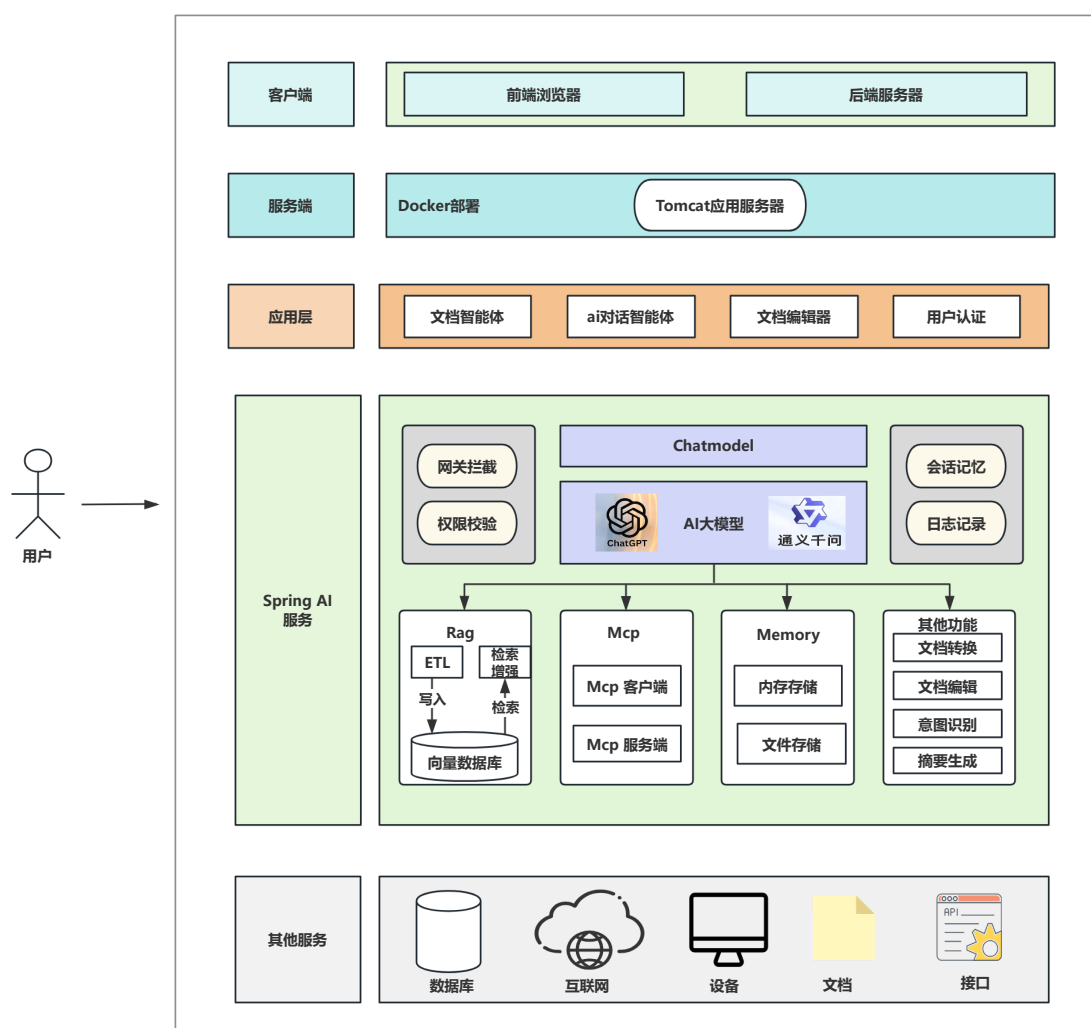 客户端
前端浏览器
后端服务器
服务端
Docker部署
Tomcat应用服务器
应用层
文档智能体
ai对话智能体
文档编辑器
用户认证
用户
Spring AI
服务
网关拦截
权限校验
Chatmodel
ChatGPT
AI大模型
通义千问
会话记忆
日志记录
Rag
ETL
检索
增强
写入
检索
向量数据库
Mcp
Mcp 客户端
Mcp 服务端
Memory
内存存储
文件存储
其他功能
文档转换
文档编辑
意图识别
摘要生成
其他服务
数据库
互联网
设备
文档
API
接口